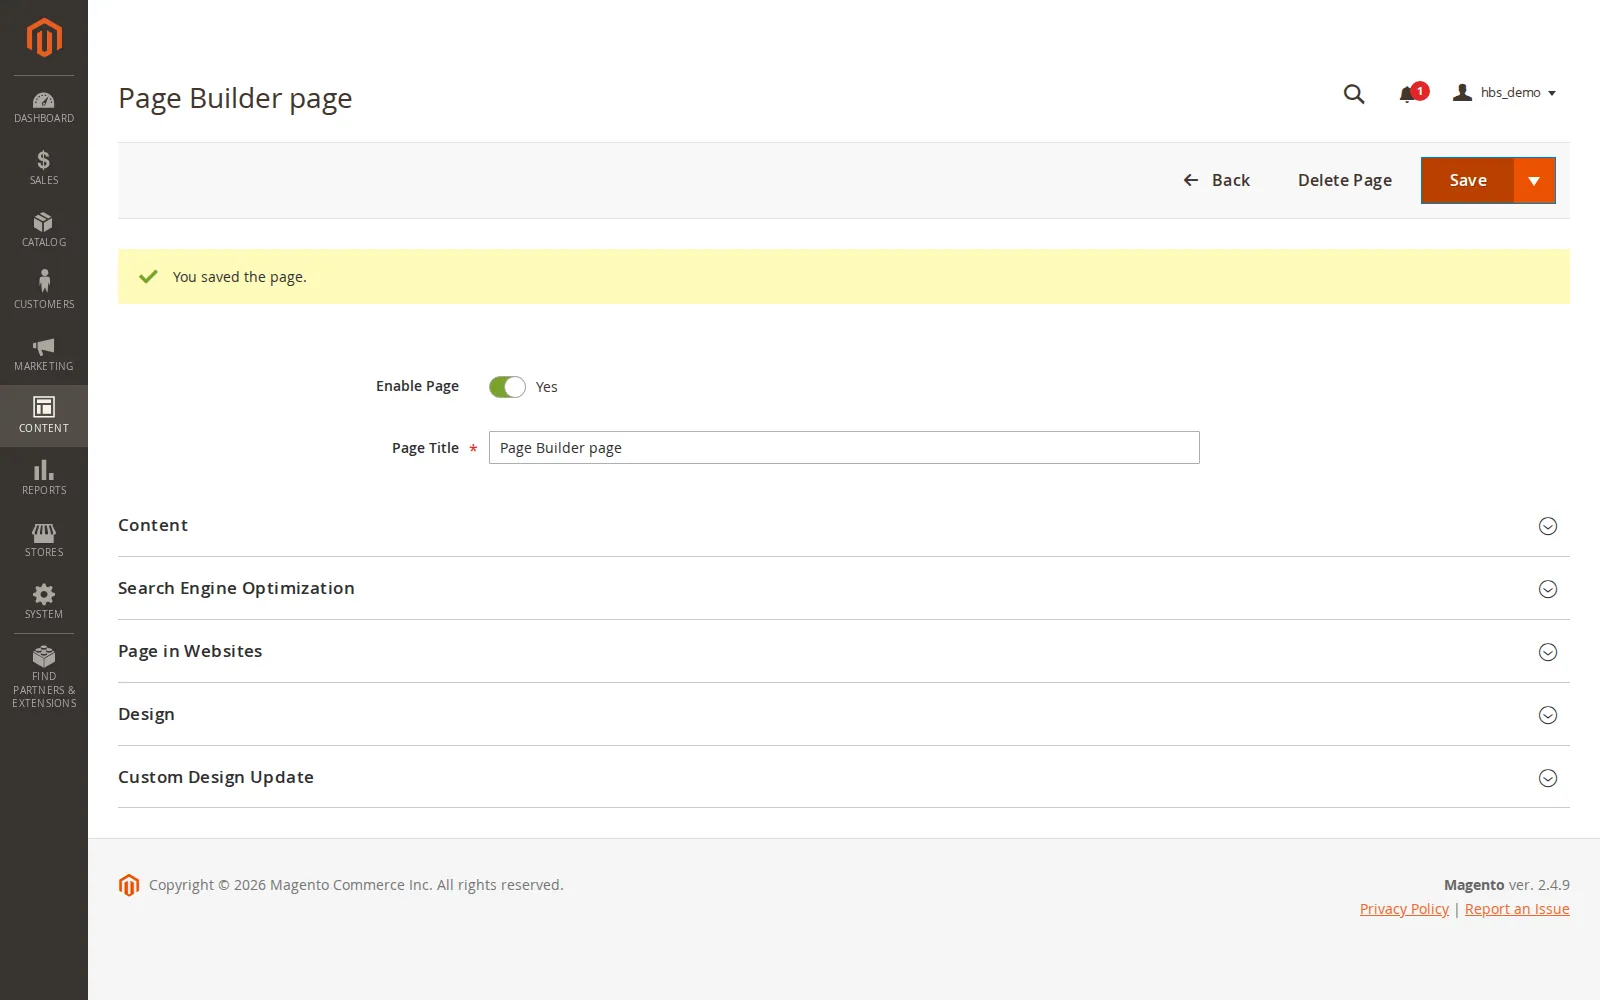 Page Builder page
1
hbs_demo
Back
Delete Page
Save
You saved the page.
Enable Page
Yes
Page Title *
Page Builder page
Content
Search Engine Optimization
Page in Websites
Design
Custom Design Update
DASHBOARD
SALES
CATALOG
CUSTOMERS
MARKETING
CONTENT
REPORTS
STORES
SYSTEM
FIND
PARTNERS &
EXTENSIONS
Copyright © 2026 Magento Commerce Inc. All rights reserved.
Magento ver. 2.4.9
Privacy Policy | Report an Issue